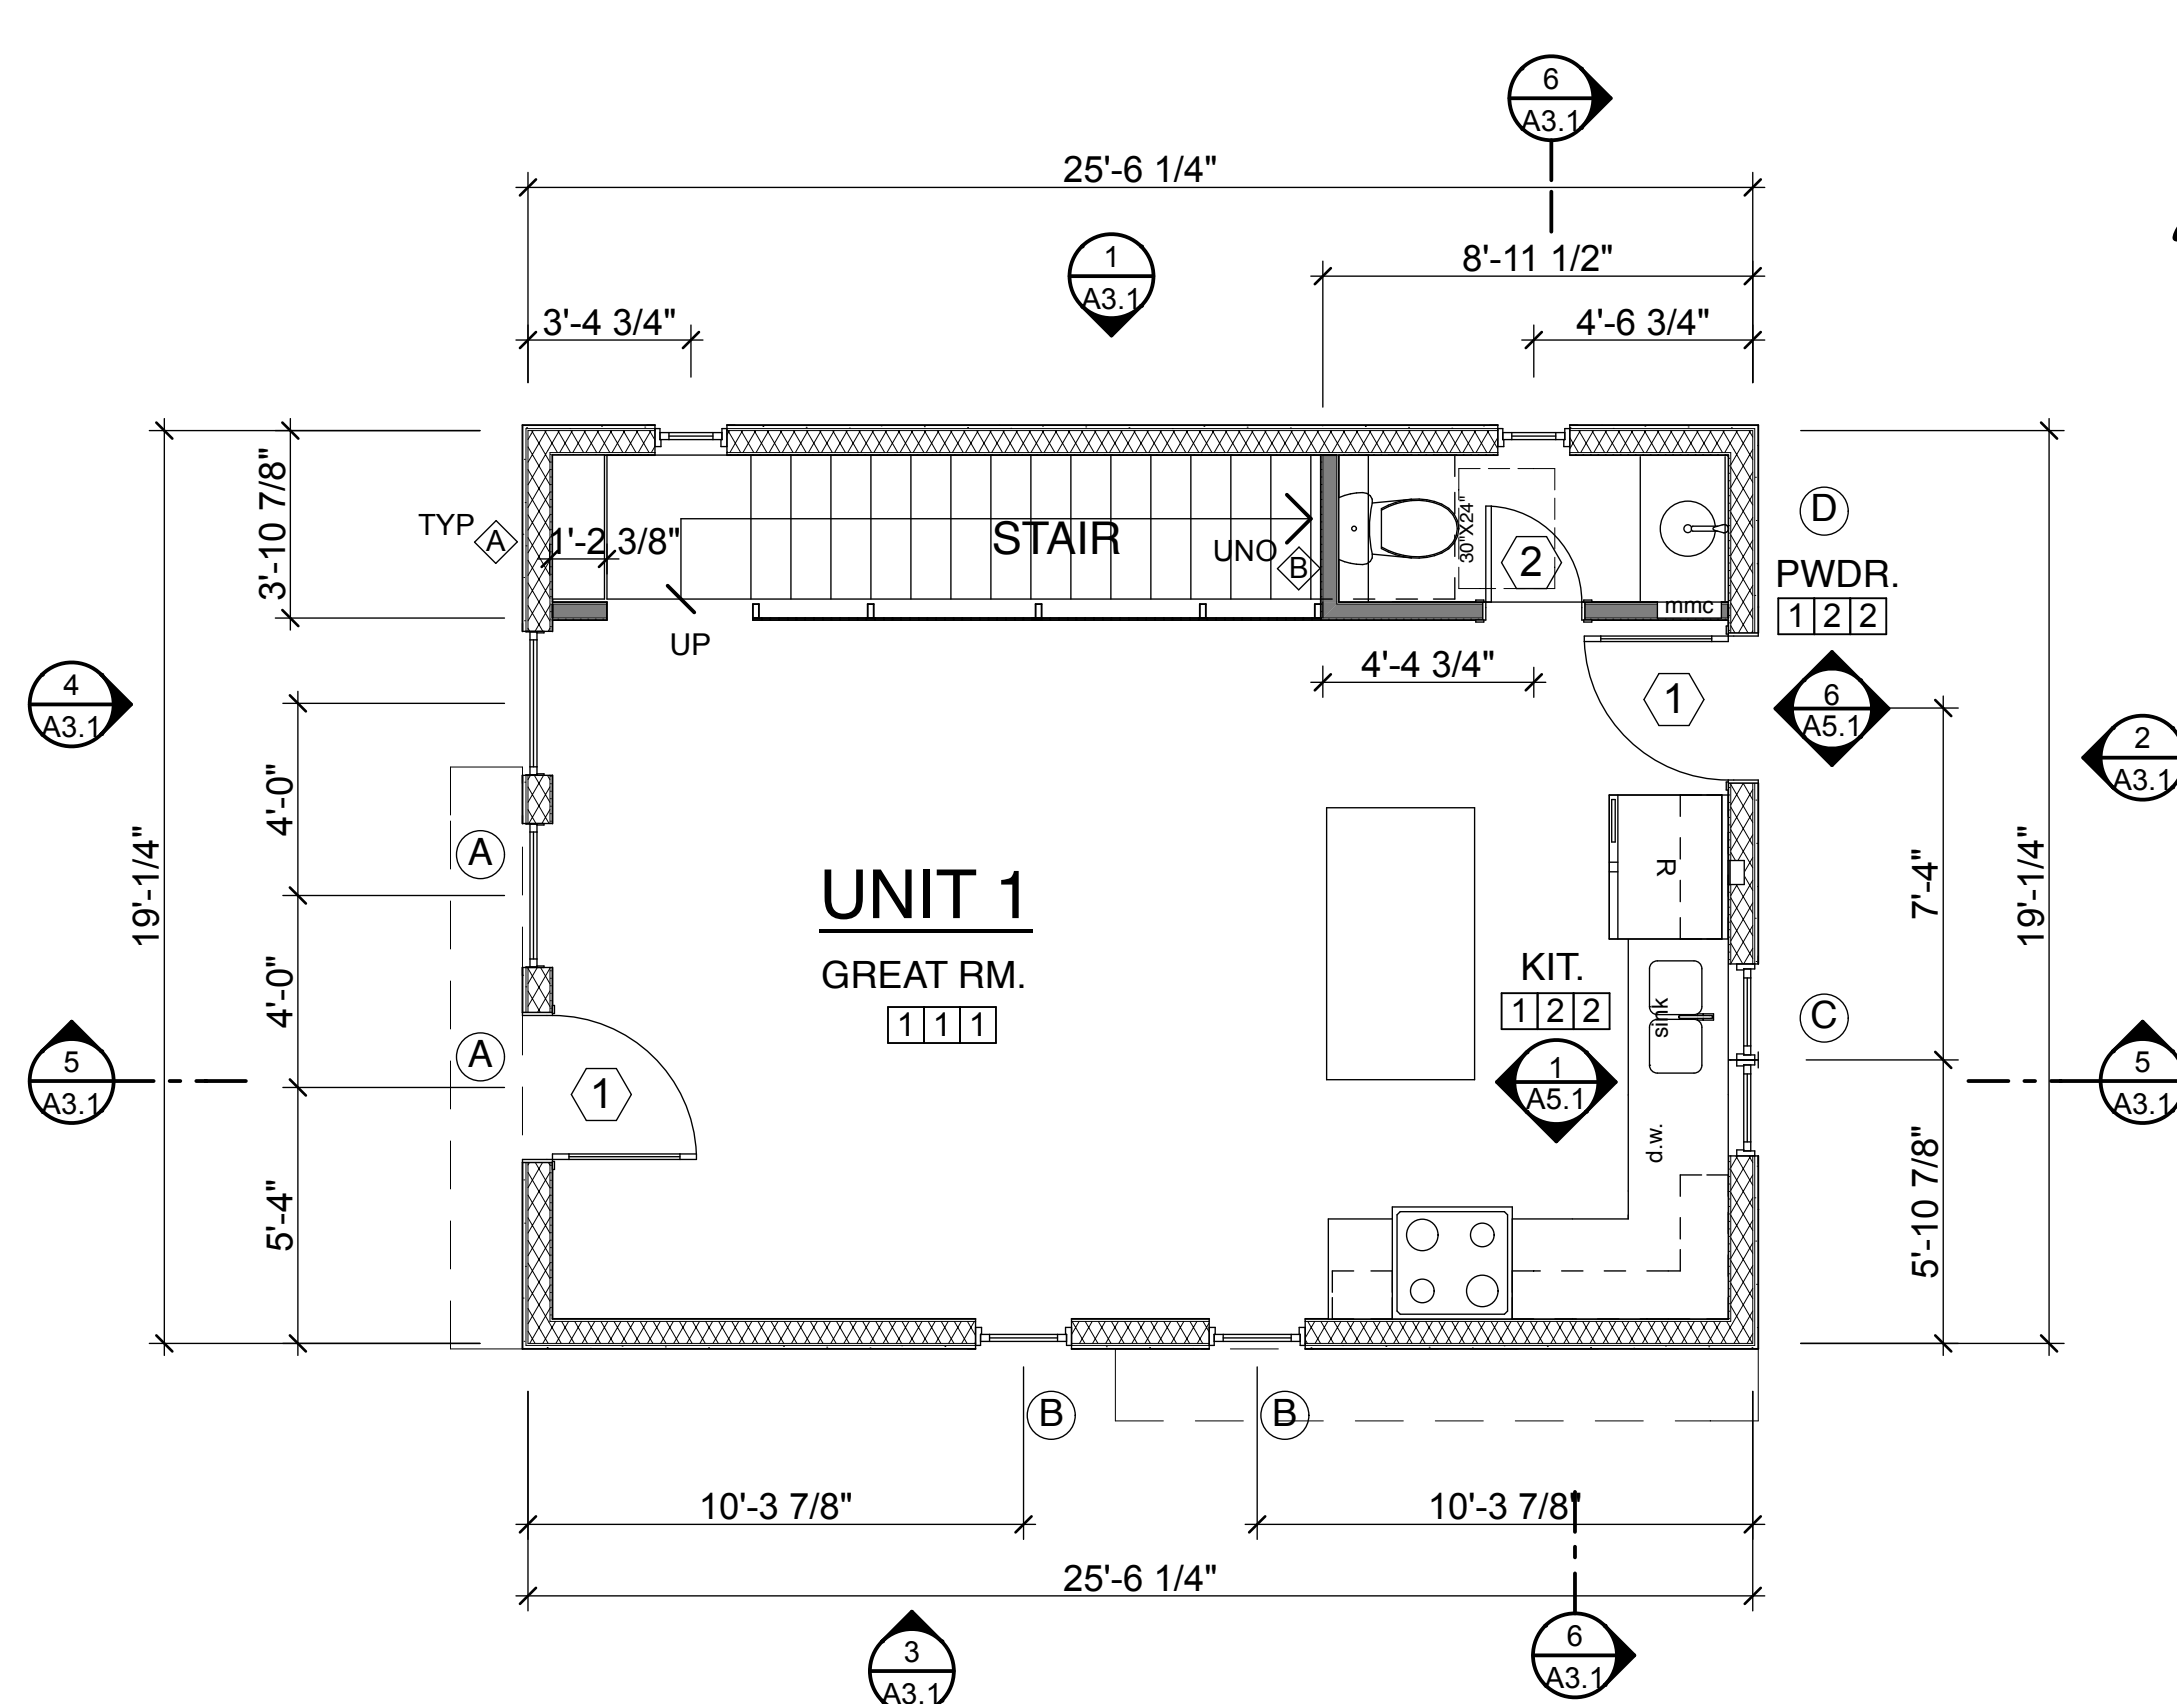 6
A3.1
25'-6 1/4"
1
A3.1
8'-11 1/2"
3'-4 3/4"
4'-6 3/4"
3'-10 7/8"
TYP
A
1'-2 3/8"
STAIR
UNO
B
30"X24"
2
D
PWDR.
1 2 2
mmc
UP
4'-4 3/4"
1
6
A5.1
4
A3.1
2
A3.1
4'-0"
19'-1/4"
A
R
7'-4"
19'-1/4"
UNIT 1
GREAT RM.
1 1 1
KIT.
1 2 2
sink
C
4'-0"
A
1
1
A5.1
5
A3.1
5
A3.1
d.w.
5'-4"
5'-10 7/8"
B
B
10'-3 7/8"
10'-3 7/8"
25'-6 1/4"
3
A3.1
6
A3.1